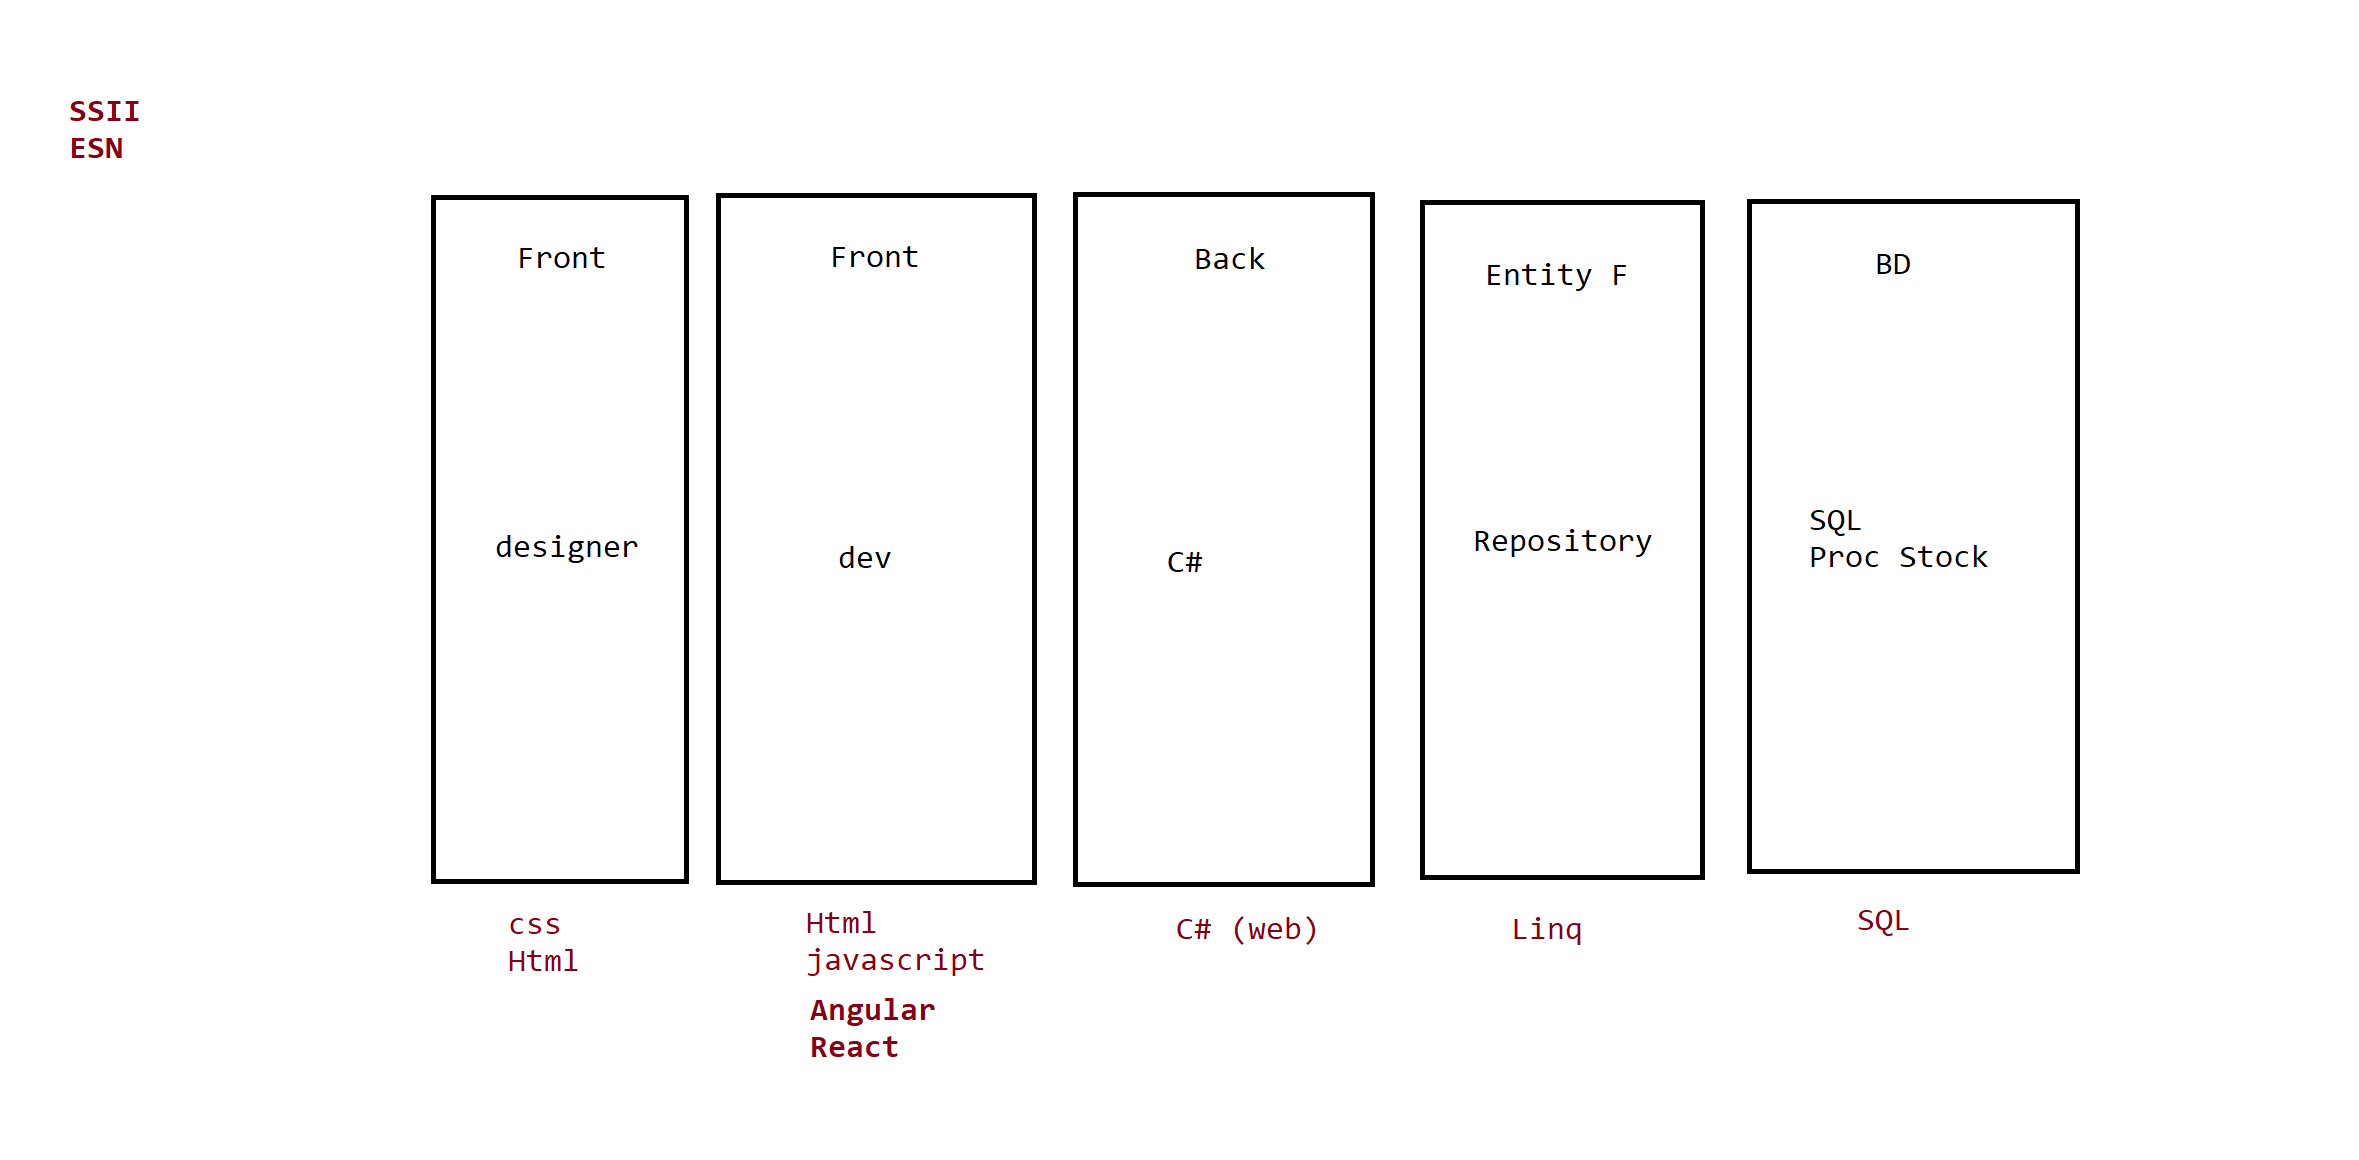 SSII
ESN
Front
designer
css
Html
Front
dev
Html
javascript
Angular
React
Back
C#
C# (web)
Entity F
Repository
Linq
BD
SQL
Proc Stock
SQL